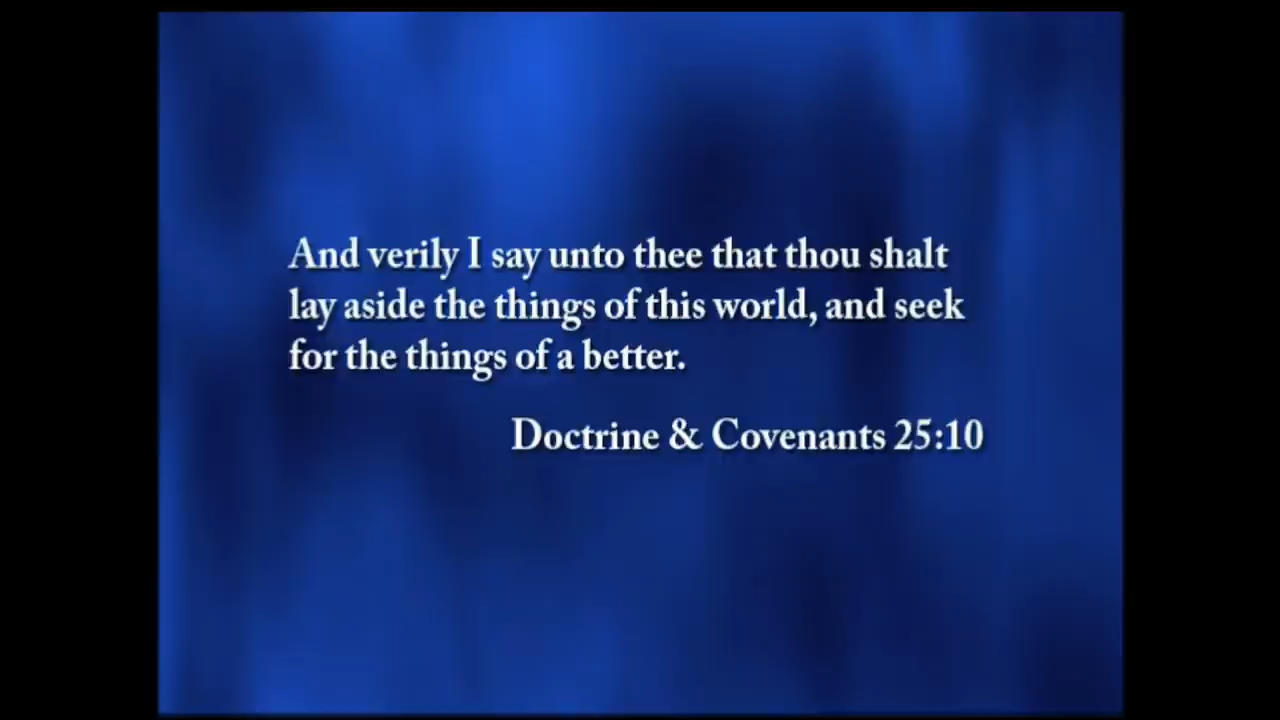 And verily I say unto thee that thou shalt
lay aside the things of this world, and seek
for the things of a better.
Doctrine & Covenants 25:10